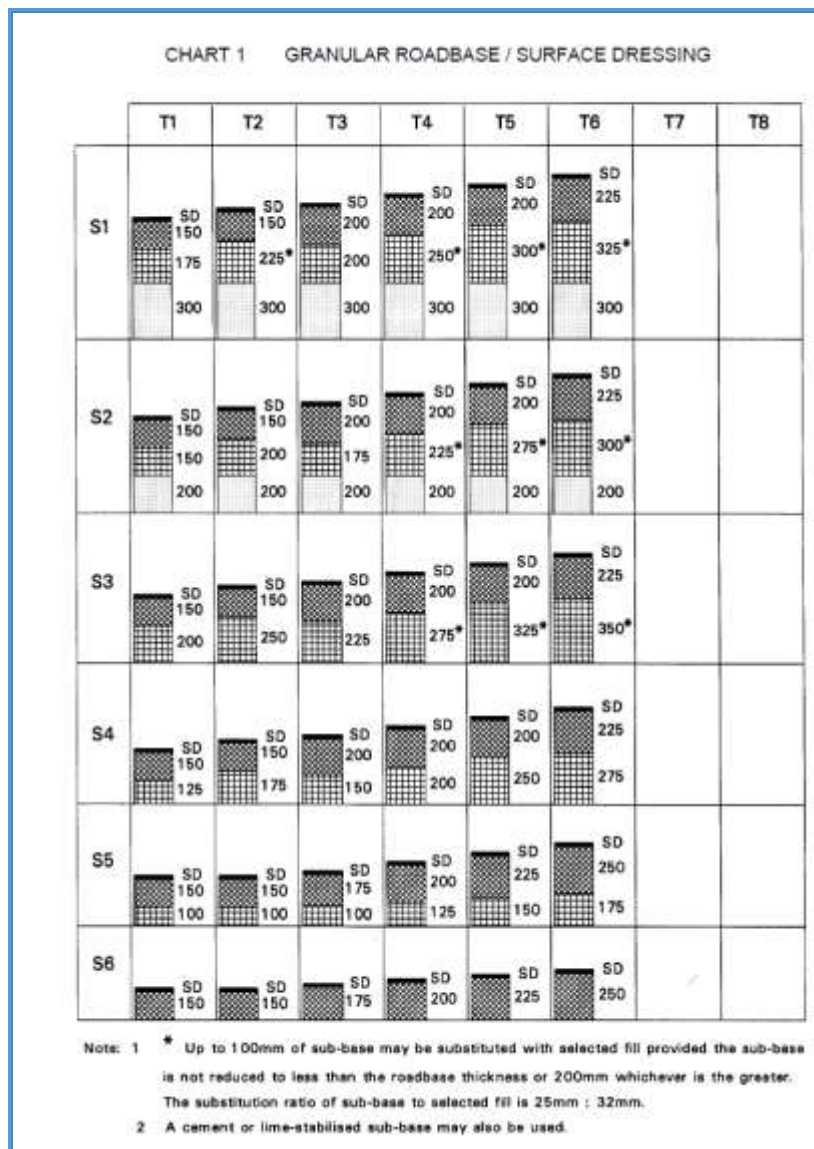 CHART 1 GRANULAR ROADBASE / SURFACE DRESSING
T1 T2 T3 T4 T5 T6 T7 T8
S1
SD SD SD SD SD SD
150 150 200 200 200 225
175 225* 200 250* 300* 325*
300 300 300 300 300 300
S2
SD SD SD SD SD SD
150 150 200 200 200 225
150 200 175 225* 275* 300*
200 200 200 200 200 200
S3
SD SD SD SD SD SD
150 150 200 200 200 225
200 250 225 275* 325* 350*
S4
SD SD SD SD SD SD
150 150 200 200 200 225
125 175 150 200 250 275
S5
SD SD SD SD SD SD
150 150 175 200 225 250
100 100 100 125 150 175
S6
SD SD SD SD SD SD
150 150 175 200 225 250
Note: 1 * Up to 100mm of sub-base may be substituted with selected fill provided the sub-base
is not reduced to less than the roadbase thickness or 200mm whichever is the greater.
The substitution ratio of sub-base to selected fill is 25mm : 32mm.
2 A cement or lime-stabilised sub-base may also be used.